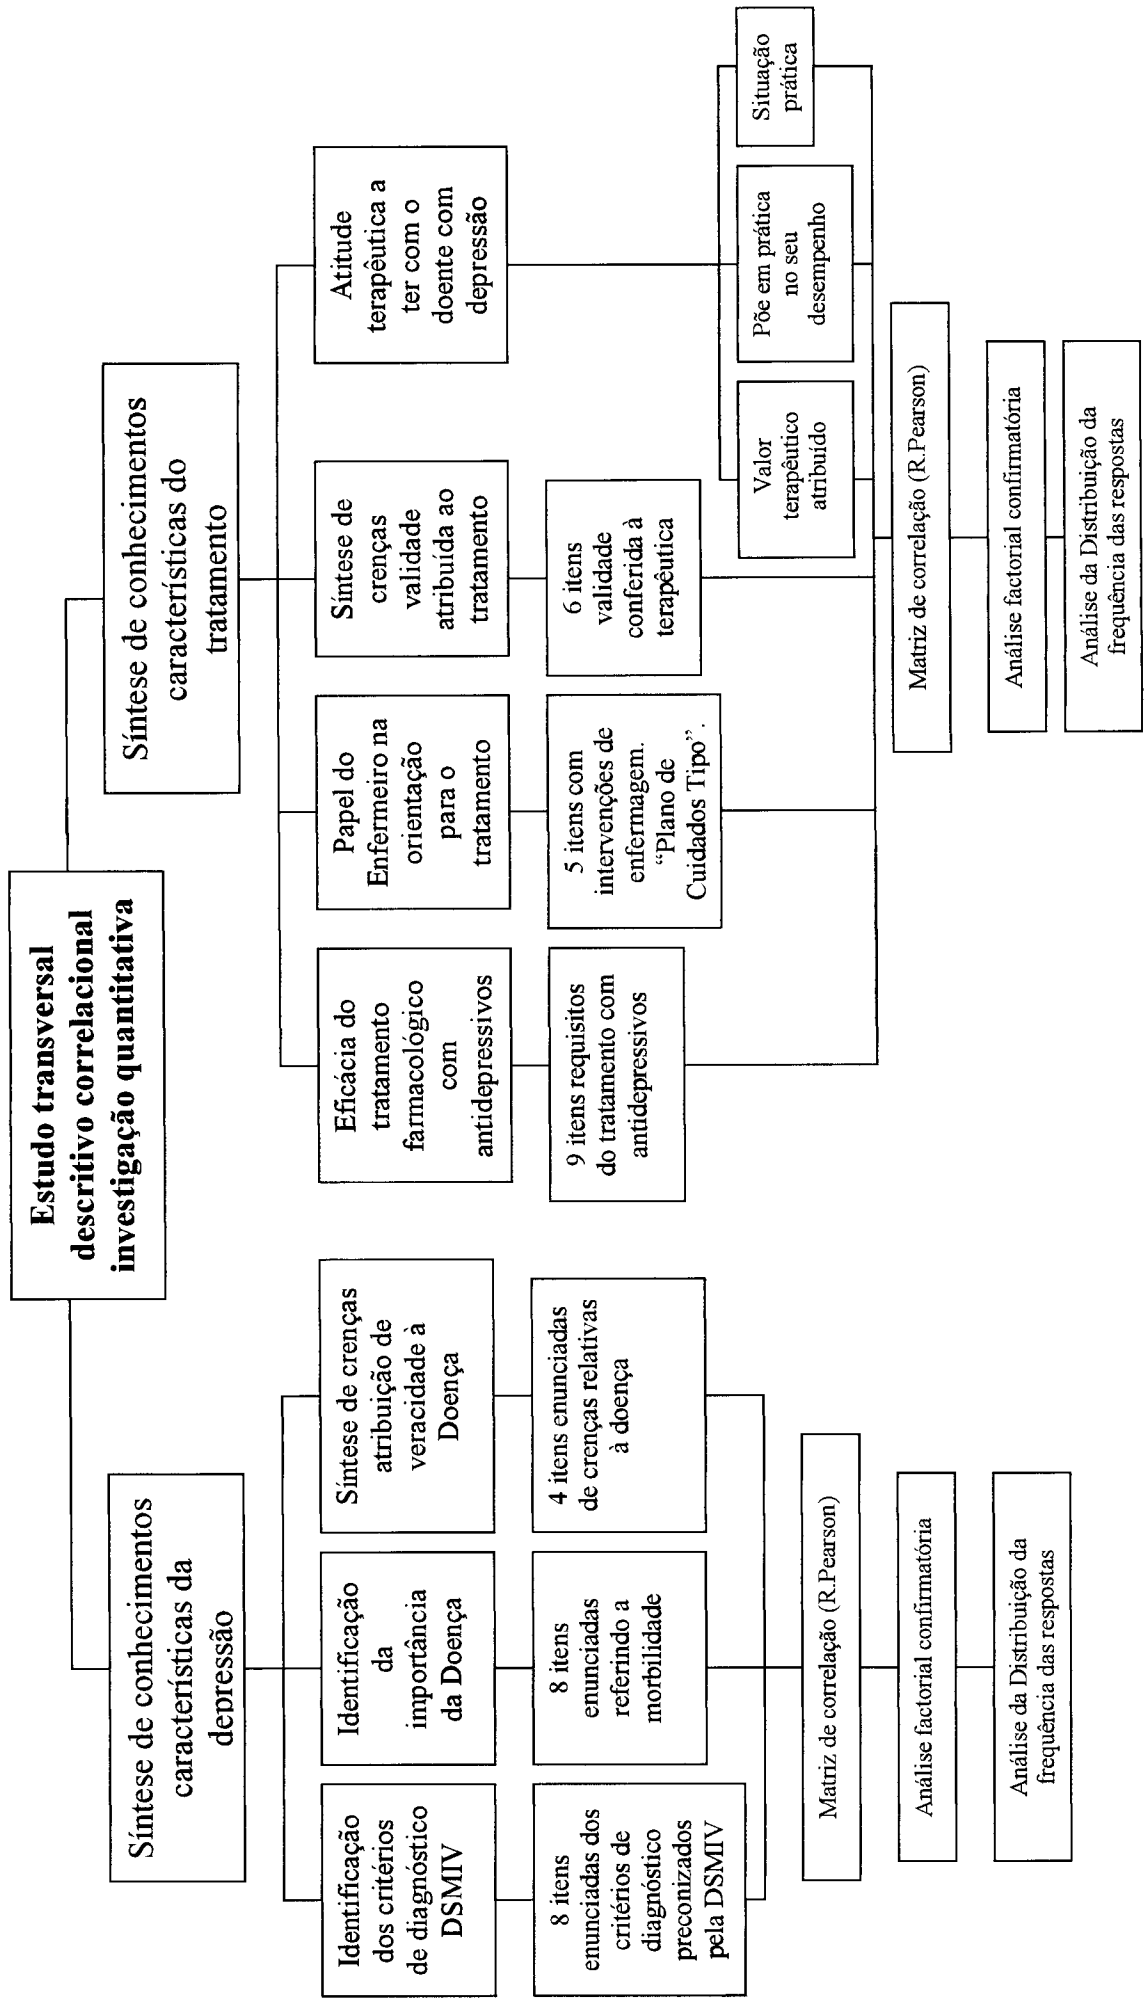 Estudo transversal
descritivo correlacional
investigação quantitativa
Síntese de conhecimentos
características da
depressão
Síntese de conhecimentos
características do
tratamento
Identificação
dos critérios
de diagnóstico
DSMIV
Identificação
da
importância
da Doença
Síntese de crenças
atribuição de
veracidade à
Doença
Eficácia do
tratamento
farmacológico
com
antidepressivos
Papel do
Enfermeiro na
orientação
para o
tratamento
Síntese de
crenças
validade
atribuída ao
tratamento
Atitude
terapêutica a
ter com o
doente com
depressão
8 itens
enunciadas dos
critérios de
diagnóstico
preconizados
pela DSMIV
8 itens
enunciadas
referindo a
morbilidade
4 itens enunciadas
de crenças relativas
à doença
9 itens requisitos
do tratamento com
antidepressivos
5 itens com
intervenções de
enfermagem.
“Plano de
Cuidados Tipo”.
6 itens
validade
conferida à
terapêutica
Valor
terapêutico
atribuído
Põe em prática
no seu
desempenho
Situação
prática
Matriz de correlação (R.Pearson)
Análise factorial confirmatória
Análise da Distribuição da
frequência das respostas
Matriz de correlação (R.Pearson)
Análise factorial confirmatória
Análise da Distribuição da
frequência das respostas